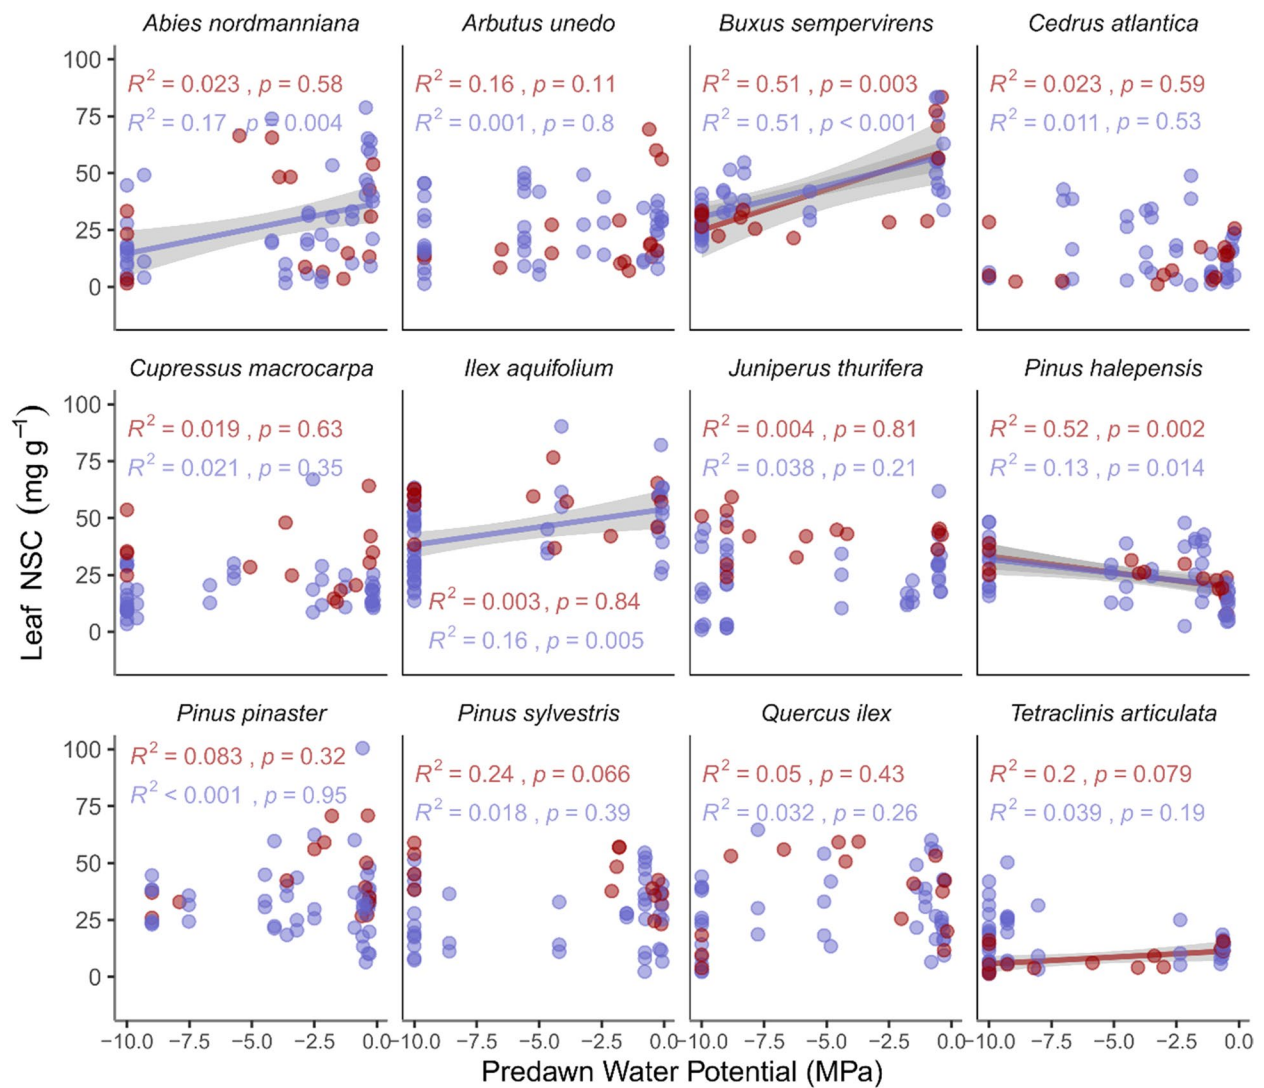 Abies nordmanniana
Arbutus unedo
Buxus sempervirens
Cedrus atlantica
100
75
50
25
0
R² = 0.023 , p = 0.58
R² = 0.17 , p = 0.004
R² = 0.16 , p = 0.11
R² = 0.001 , p = 0.8
R² = 0.51 , p = 0.003
R² = 0.51 , p < 0.001
R² = 0.023 , p = 0.59
R² = 0.011 , p = 0.53
Cupressus macrocarpa
Ilex aquifolium
Juniperus thurifera
Pinus halepensis
Leaf NSC (mg g⁻¹)
100
75
50
25
0
R² = 0.019 , p = 0.63
R² = 0.021 , p = 0.35
R² = 0.003 , p = 0.84
R² = 0.16 , p = 0.005
R² = 0.004 , p = 0.81
R² = 0.038 , p = 0.21
R² = 0.52 , p = 0.002
R² = 0.13 , p = 0.014
Pinus pinaster
Pinus sylvestris
Quercus ilex
Tetraclinis articulata
100
75
50
25
0
R² = 0.083 , p = 0.32
R² < 0.001 , p = 0.95
R² = 0.24 , p = 0.066
R² = 0.018 , p = 0.39
R² = 0.05 , p = 0.43
R² = 0.032 , p = 0.26
R² = 0.2 , p = 0.079
R² = 0.039 , p = 0.19
−10.0 −7.5 −5.0 −2.5 0.0
−10.0 −7.5 −5.0 −2.5 0.0
−10.0 −7.5 −5.0 −2.5 0.0
−10.0 −7.5 −5.0 −2.5 0.0
Predawn Water Potential (MPa)